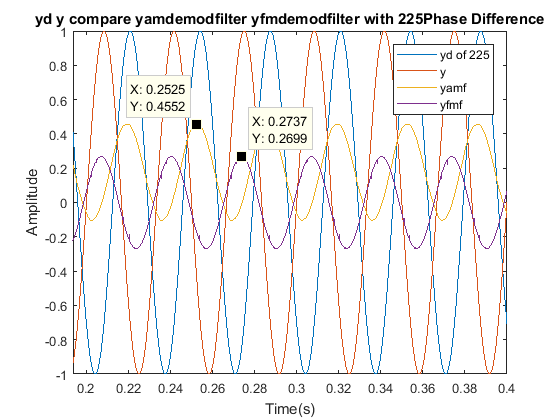 yd y compare yamdemodfilter yfmdemodfilter with 225Phase Difference
yd of 225
y
yamf
yfmf
X: 0.2525
Y: 0.4552
X: 0.2737
Y: 0.2699
1
0.8
0.6
0.4
0.2
0
-0.2
-0.4
-0.6
-0.8
-1
Amplitude
0.2
0.22
0.24
0.26
0.28
0.3
0.32
0.34
0.36
0.38
0.4
Time(s)